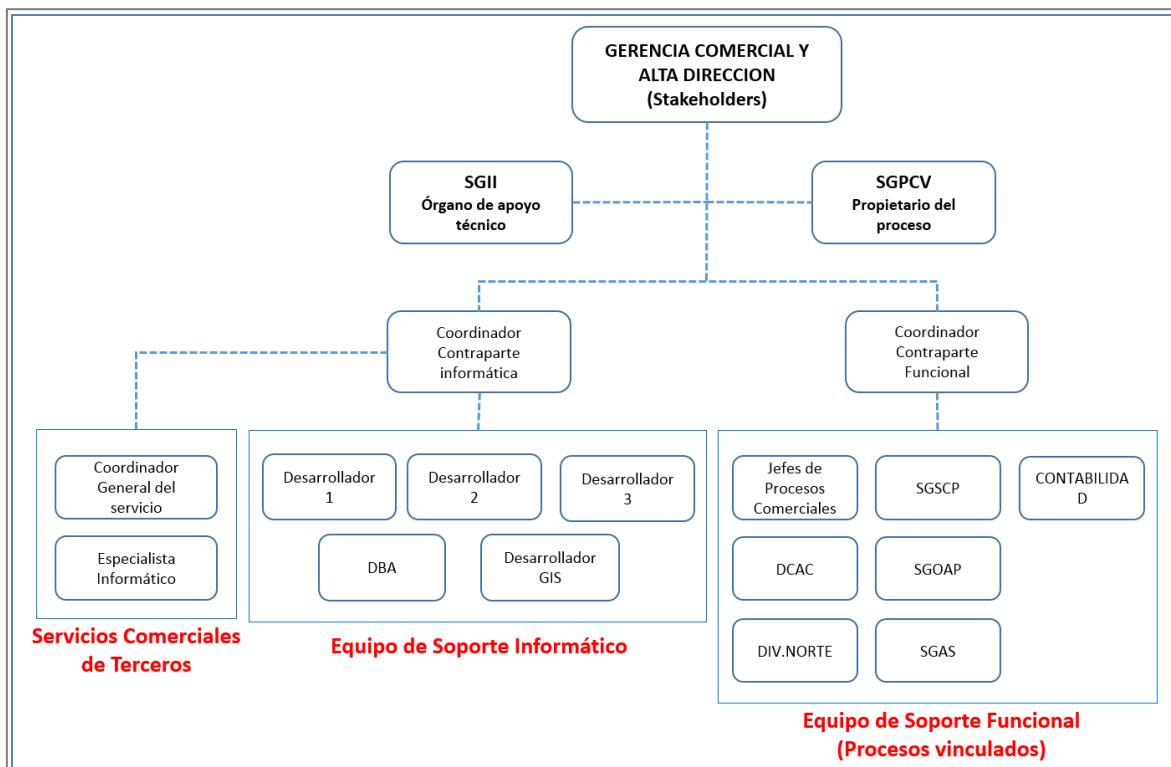 GERENCIA COMERCIAL Y
ALTA DIRECCION
(Stakeholders)
SGII
Órgano de apoyo
técnico
SGPCV
Propietario del
proceso
Coordinador
Contraparte
informática
Coordinador
Contraparte
Funcional
Coordinador
General del
servicio
Especialista
Informático
Servicios Comerciales
de Terceros
Desarrollador
1
Desarrollador
2
Desarrollador
3
DBA
Desarrollador
GIS
Equipo de Soporte Informático
Jefes de
Procesos
Comerciales
SGSCP
CONTABILIDA
D
DCAC
SGOAP
DIV.NORTE
SGAS
Equipo de Soporte Funcional
(Procesos vinculados)